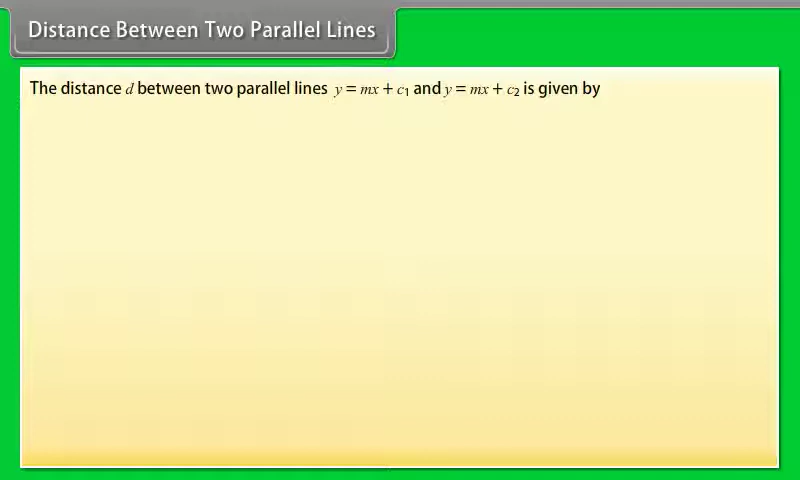 Distance Between Two Parallel Lines
The distance d between two parallel lines y = mx + c₁ and y = mx + c₂ is given by